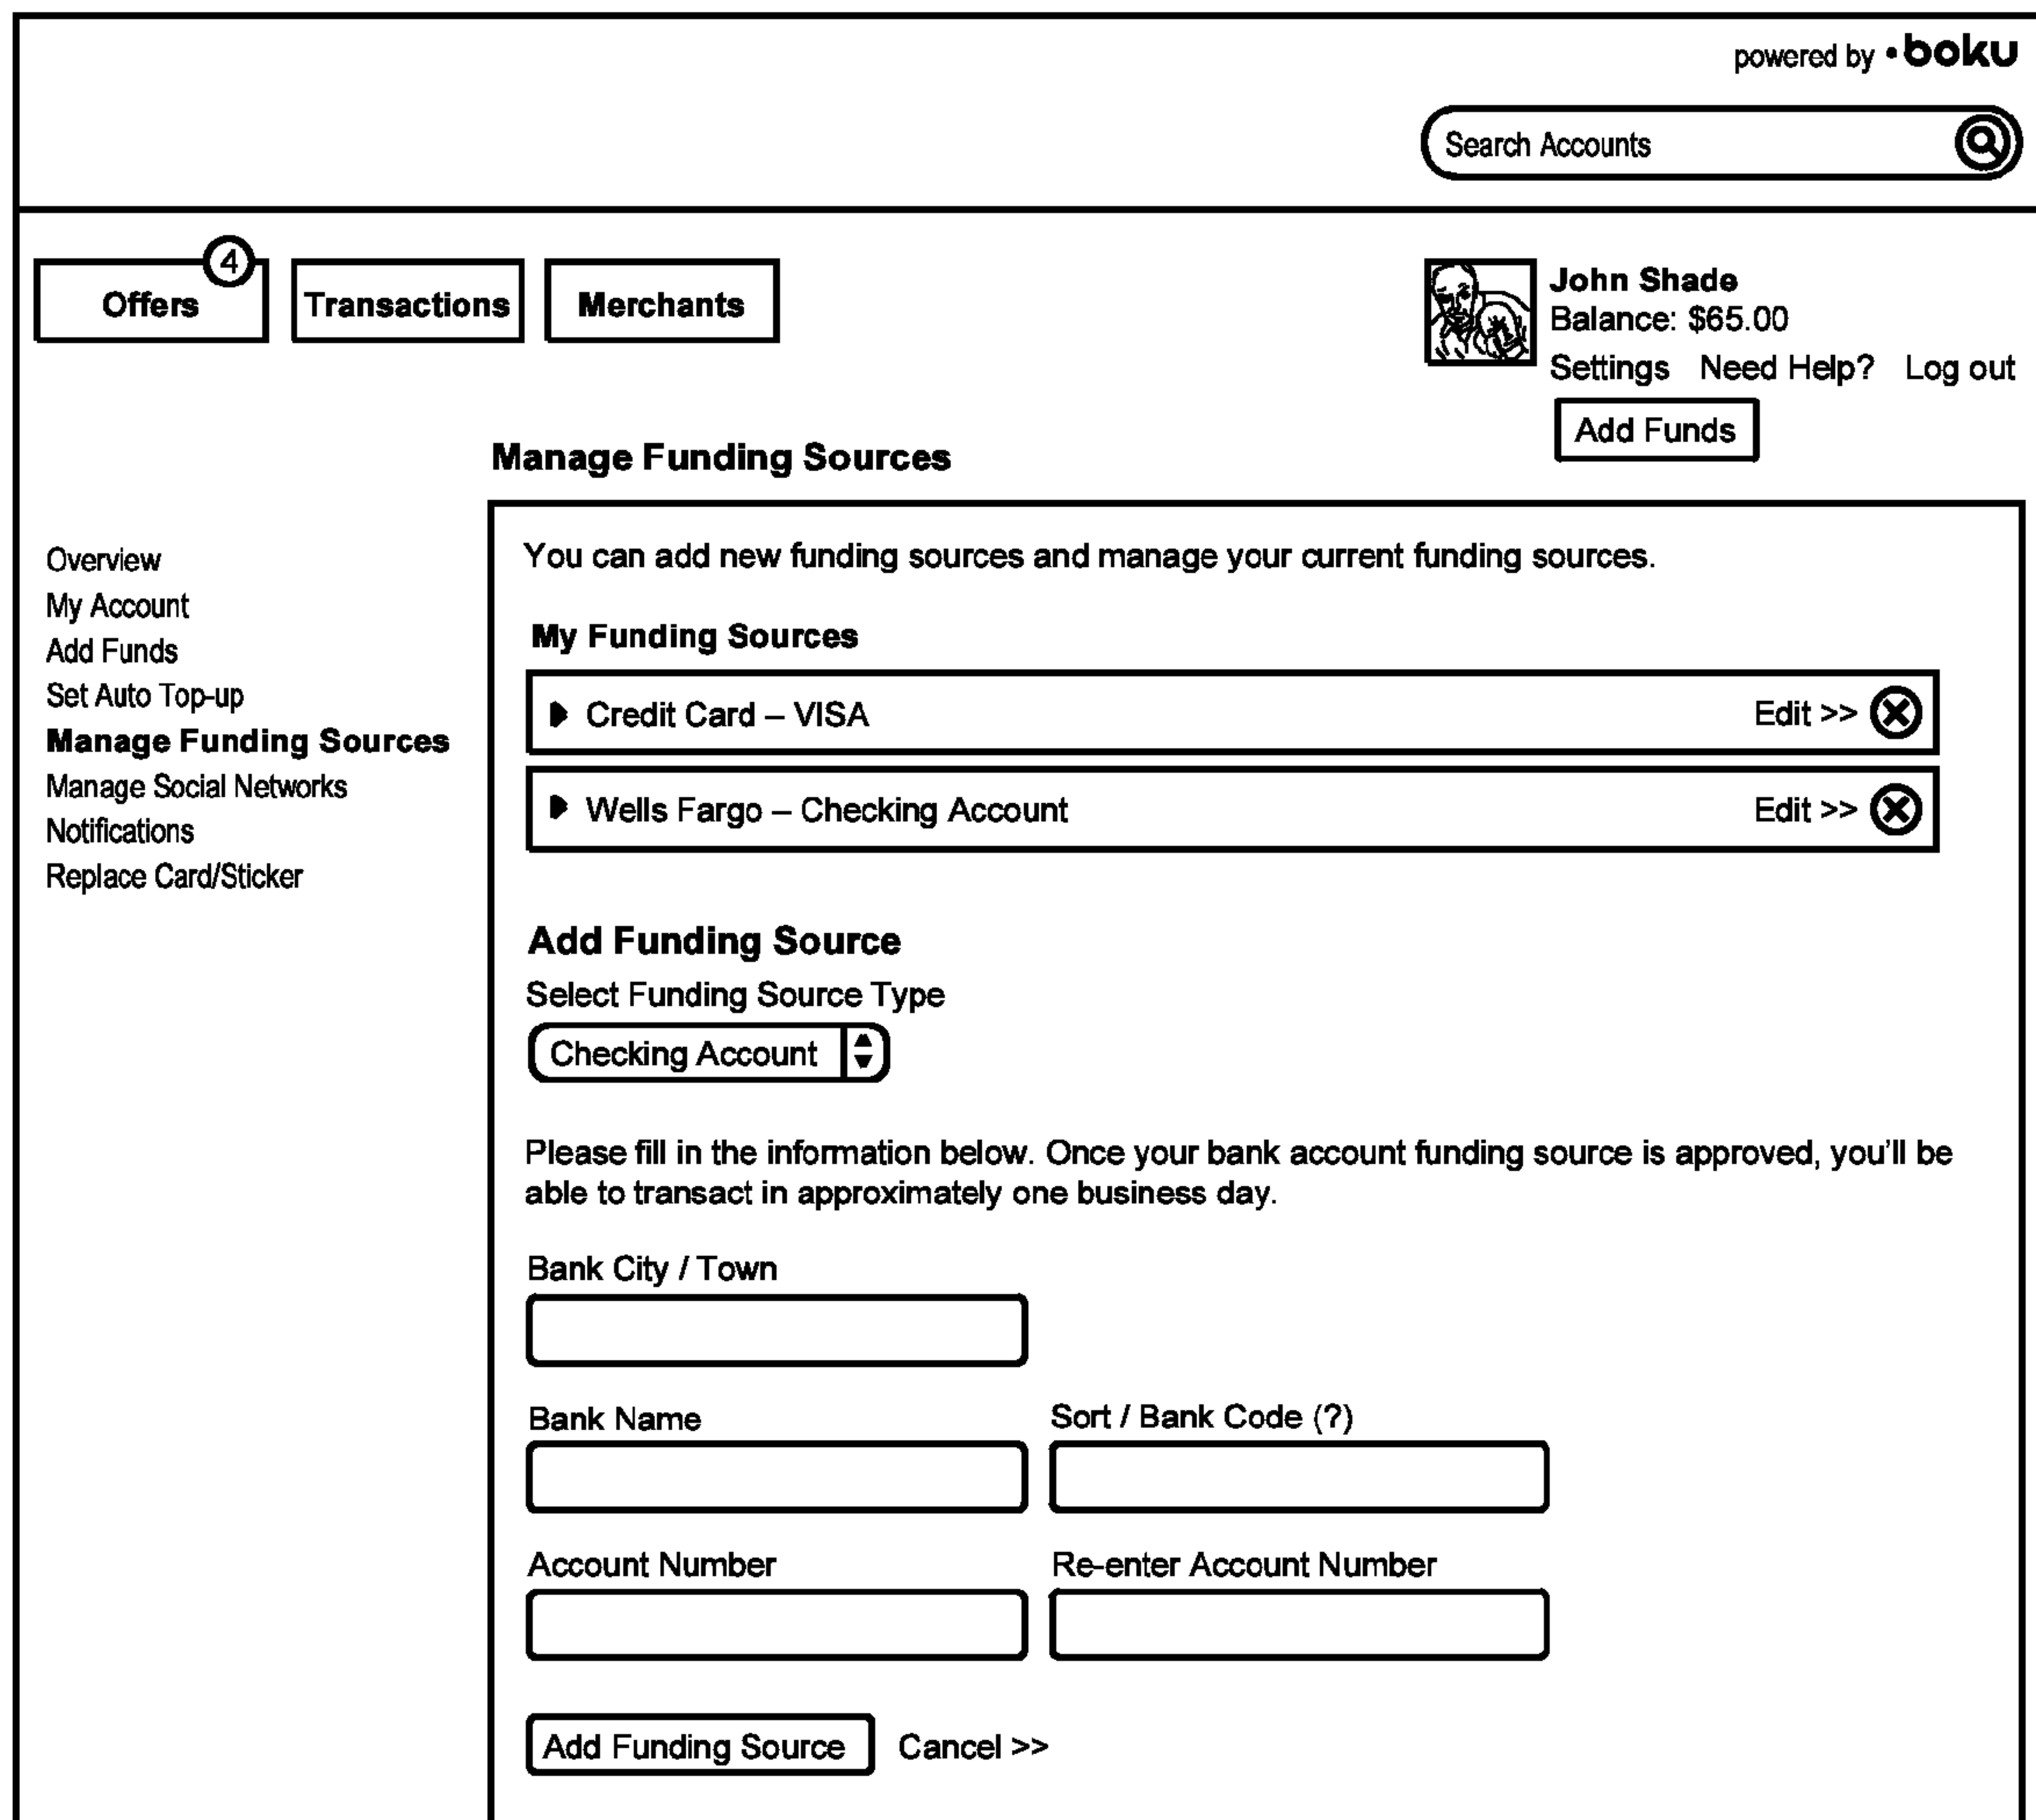 powered by •boku
Search Accounts
4
Offers
Transactions
Merchants
John Shade
Balance: $65.00
Settings Need Help? Log out
Add Funds
Manage Funding Sources
Overview
My Account
Add Funds
Set Auto Top-up
Manage Funding Sources
Manage Social Networks
Notifications
Replace Card/Sticker
You can add new funding sources and manage your current funding sources.
My Funding Sources
Credit Card – VISA Edit >>
Wells Fargo – Checking Account Edit >>
Add Funding Source
Select Funding Source Type
Checking Account
Please fill in the information below. Once your bank account funding source is approved, you'll be
able to transact in approximately one business day.
Bank City / Town
Bank Name Sort / Bank Code (?)
Account Number Re-enter Account Number
Add Funding Source Cancel >>